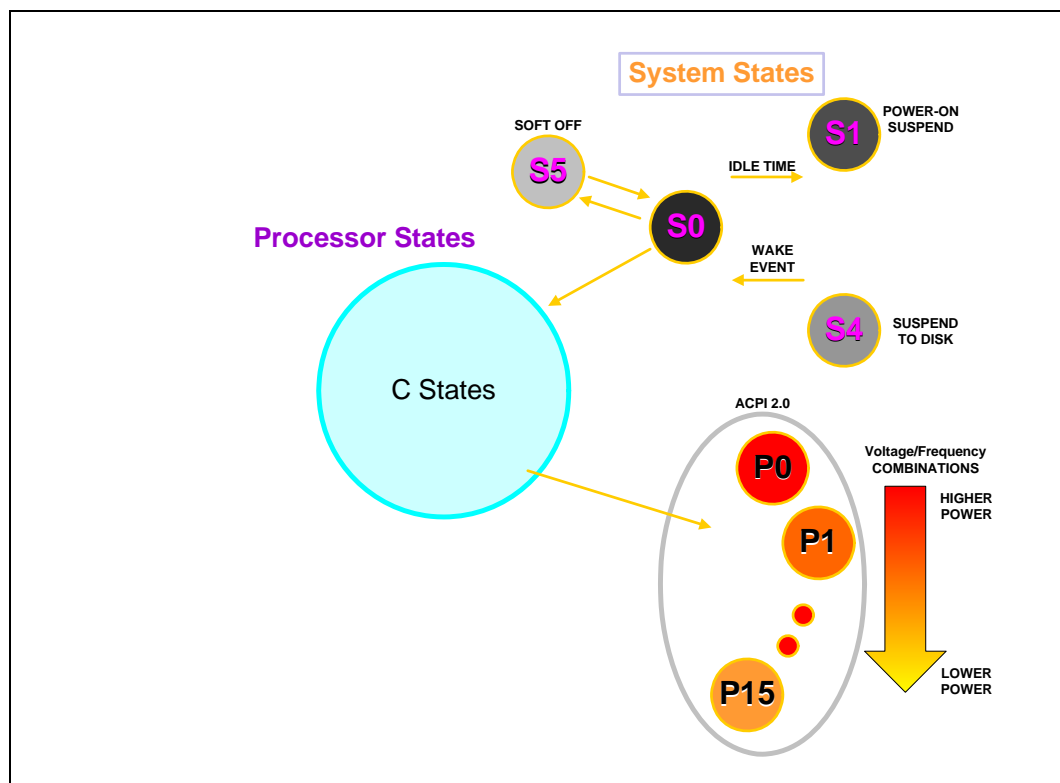 System States
POWER-ON
SUSPEND
S1
SOFT OFF
S5
IDLE TIME
S0
Processor States
WAKE
EVENT
S4
SUSPEND
TO DISK
C States
ACPI 2.0
P0
Voltage/Frequency
COMBINATIONS
HIGHER
POWER
P1
LOWER
POWER
P15